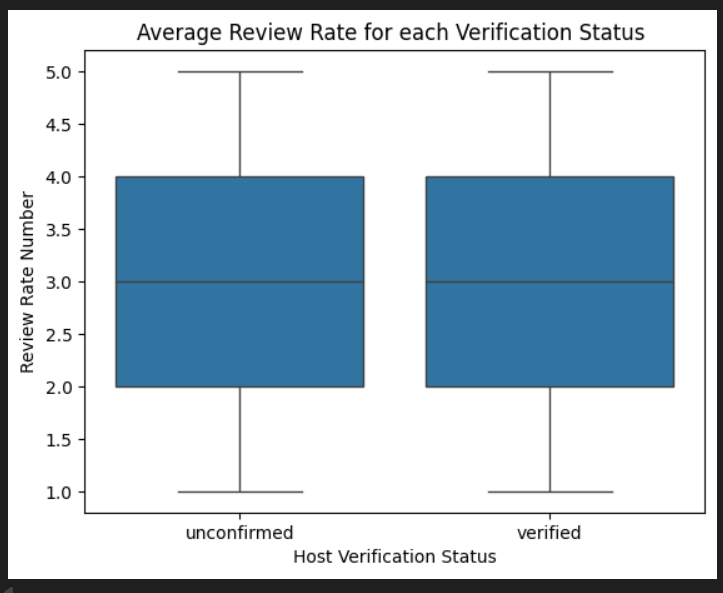 Average Review Rate for each Verification Status
5.0
4.5
4.0
3.5
3.0
2.5
2.0
1.5
1.0
Review Rate Number
unconfirmed verified
Host Verification Status